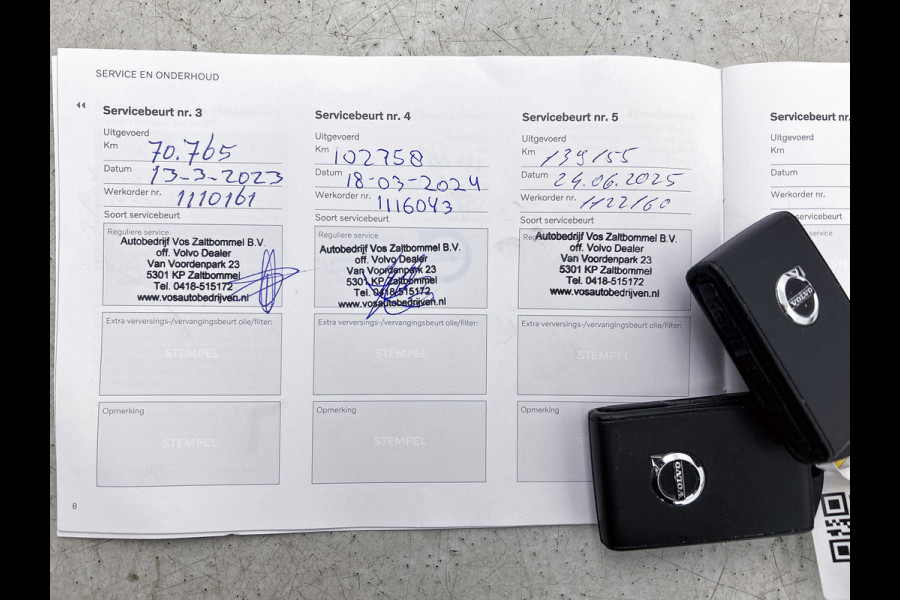 SERVICE EN ONDERHOUD
Servicebeurt nr. 3
Uitgevoerd
Km 70.765
Datum 13-3-2023
Werkorder nr. 1110161
Soort servicebeurt
Reguliere service
Autobedrijf Vos Zaltbommel B.V.
off. Volvo Dealer
Van Voordenpark 23
5301 KP Zaltbommel
Tel. 0418-515172
www.vosautobedrijven.nl
Extra verversings-/vervangingsbeurt olie/filter:
STEMPEL
Opmerking
STEMPEL
8
Servicebeurt nr. 4
Uitgevoerd
Km 102758
Datum 18-03-2024
Werkorder nr. 1116043
Soort servicebeurt
Reguliere service
Autobedrijf Vos Zaltbommel B.V.
off. Volvo Dealer
Van Voordenpark 23
5301 KP Zaltbommel
Tel. 0418-515172
www.vosautobedrijven.nl
Extra verversings-/vervangingsbeurt olie/filter:
STEMPEL
Opmerking
STEMPEL
Servicebeurt nr. 5
Uitgevoerd
Km 139155
Datum 24.06.2025
Werkorder nr. 1122160
Soort servicebeurt
Autobedrijf Vos Zaltbommel B.V.
off. Volvo Dealer
Van Voordenpark 23
5301 KP Zaltbommel
Tel. 0418-515172
www.vosautobedrijven.nl
Extra verversings-/vervangingsbeurt olie/filter:
STEMPEL
Opmerking
Servicebeurt nr.
Uitgevoerd
Km
Datum
Werkorder nr.
servicebeurt
service
VOLVO
VOLVO